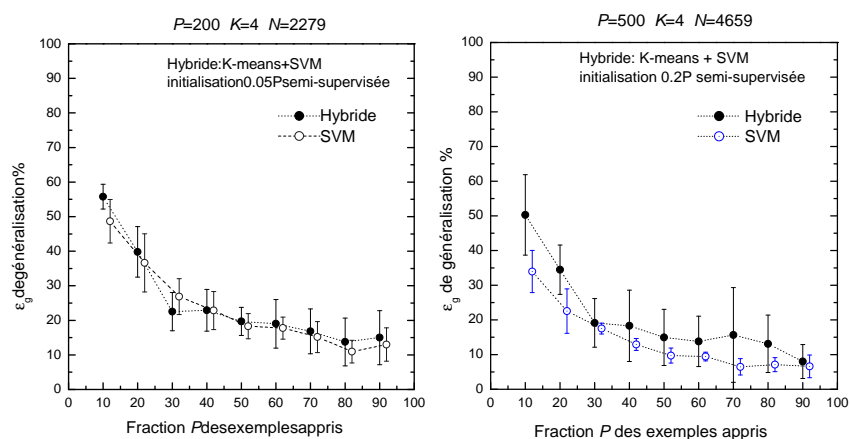 P=200 K=4 N=2279
Hybride:K-means+SVM
initialisation0.05Psemi-supervisée
Hybride
SVM
100
90
80
70
60
50
40
30
20
10
0
εg degénéralisation%
0 10 20 30 40 50 60 70 80 90 100
Fraction Pdesexemplesappris
P=500 K=4 N=4659
Hybride: K-means + SVM
initialisation 0.2P semi-supervisée
Hybride
SVM
100
90
80
70
60
50
40
30
20
10
0
εg de généralisation %
0 10 20 30 40 50 60 70 80 90 100
Fraction P des exemples appris